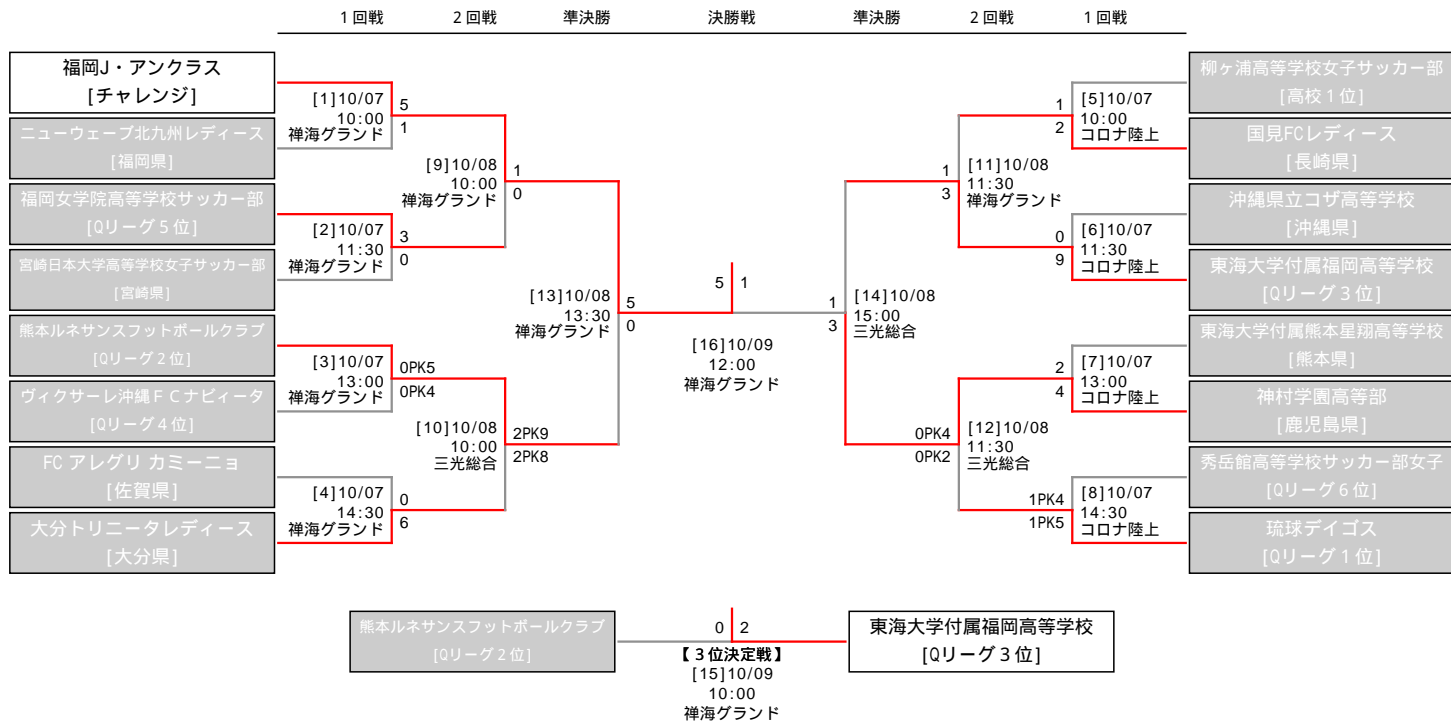 1回戦
2回戦
準決勝
決勝戦
準決勝
2回戦
1回戦
福岡J・アンクラス
[チャレンジ]
ニューウェーブ北九州レディース
[福岡県]
福岡女学院高等学校サッカー部
[Qリーグ5位]
宮崎日本大学高等学校女子サッカー部
[宮崎県]
熊本ルネサンスフットボールクラブ
[Qリーグ2位]
ヴィクサーレ沖縄FCナビィータ
[Qリーグ4位]
FC アレグリ カミーニョ
[佐賀県]
大分トリニータレディース
[大分県]
[1]10/07
10:00
禅海グランド
5
1
[2]10/07
11:30
禅海グランド
3
0
[3]10/07
13:00
禅海グランド
0PK5
0PK4
[4]10/07
14:30
禅海グランド
0
6
[9]10/08
10:00
禅海グランド
1
0
[10]10/08
10:00
三光総合
2PK9
2PK8
[13]10/08
13:30
禅海グランド
5
0
5 1
[16]10/09
12:00
禅海グランド
1
3
[14]10/08
15:00
三光総合
1
3
[11]10/08
11:30
禅海グランド
0PK4
0PK2
[12]10/08
11:30
三光総合
1
2
[5]10/07
10:00
コロナ陸上
0
9
[6]10/07
11:30
コロナ陸上
2
4
[7]10/07
13:00
コロナ陸上
1PK4
1PK5
[8]10/07
14:30
コロナ陸上
柳ヶ浦高等学校女子サッカー部
[高校1位]
国見FCレディース
[長崎県]
沖縄県立コザ高等学校
[沖縄県]
東海大学付属福岡高等学校
[Qリーグ3位]
東海大学付属熊本星翔高等学校
[熊本県]
神村学園高等部
[鹿児島県]
秀岳館高等学校サッカー部女子
[Qリーグ6位]
琉球デイゴス
[Qリーグ1位]
熊本ルネサンスフットボールクラブ
[Qリーグ2位]
0 2
【3位決定戦】
[15]10/09
10:00
禅海グランド
東海大学付属福岡高等学校
[Qリーグ3位]